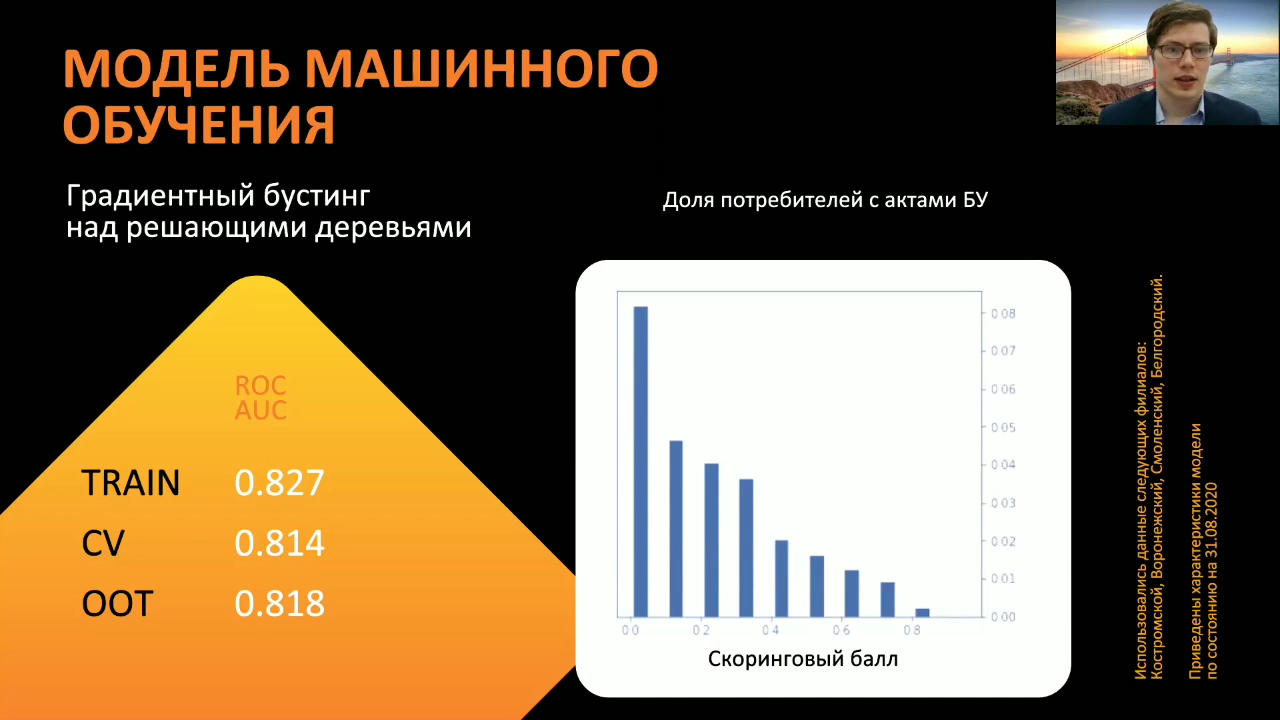 МОДЕЛЬ МАШИННОГО
ОБУЧЕНИЯ
Градиентный бустинг
над решающими деревьями
ROC
AUC
TRAIN 0.827
CV 0.814
OOT 0.818
Доля потребителей с актами БУ
0 08
0 07
0 06
0 05
0 04
0 03
0 02
0 01
0 00
0 0 0 2 0 4 0 6 0 8
Скоринговый балл
Использовались данные следующих филиалов:
Костромской, Воронежский, Смоленский, Белгородский.
Приведены характеристики модели
по состоянию на 31.08.2020